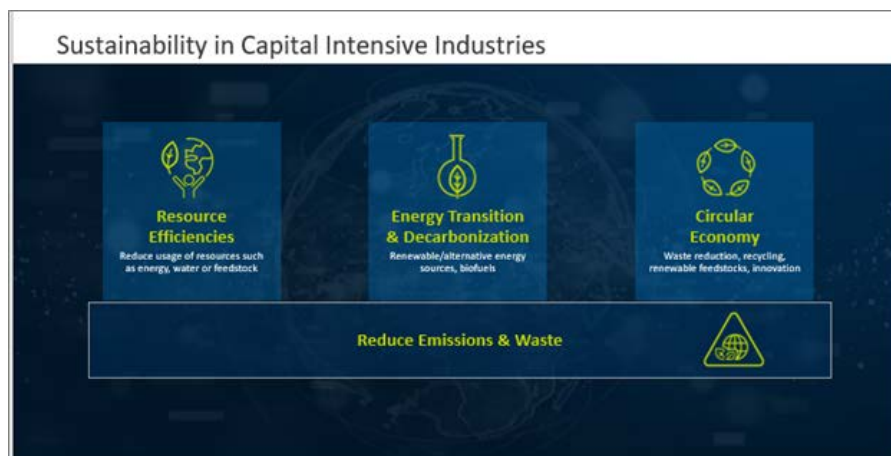 Sustainability in Capital Intensive Industries
Resource
Efficiencies
Reduce usage of resources such
as energy, water or feedstock
Energy Transition
& Decarbonization
Renewable/alternative energy
sources, biofuels
Circular
Economy
Waste reduction, recycling,
renewable feedstocks, innovation
Reduce Emissions & Waste